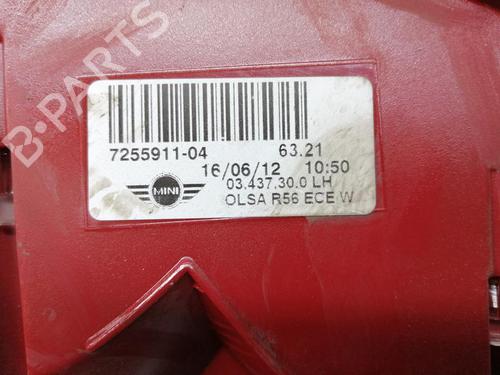 B-PARTS
7255911-04 63.21
16/06/12 10:50
MINI 03.437.30.0 LH
OLSA R56 ECE W